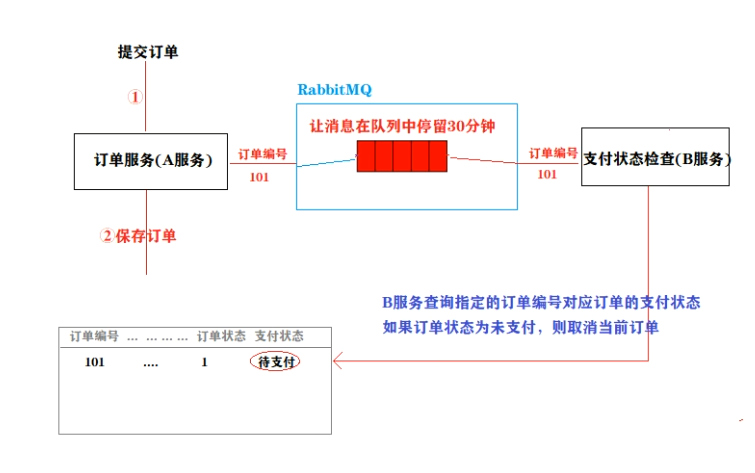 提交订单
①
RabbitMQ
让消息在队列中停留30分钟
订单服务(A服务)
订单编号
101
订单编号
101
支付状态检查(B服务)
②保存订单
B服务查询指定的订单编号对应订单的支付状态
如果订单状态为未支付，则取消当前订单
订单编号 ... ... ... ... 订单状态 支付状态
101 .... 1 待支付